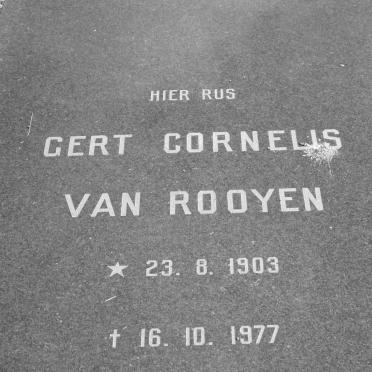 HIER RUS
GERT CORNELIS
VAN ROOYEN
★ 23. 8. 1903
† 16. 10. 1977